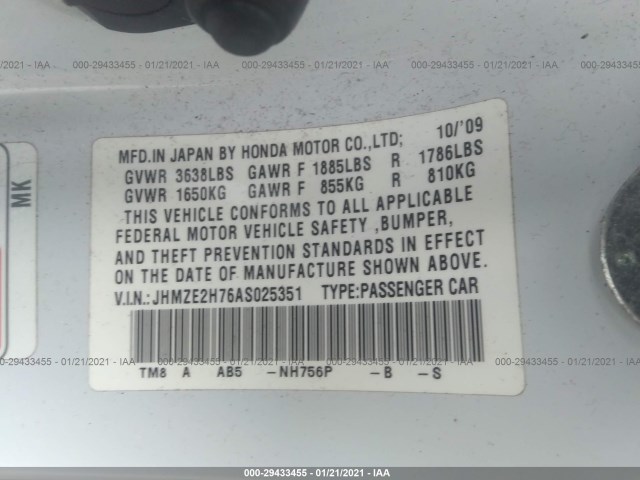 000-29433455 - 01/21/2021 - IAA
MK
MFD.IN JAPAN BY HONDA MOTOR CO.,LTD; 10/'09
GVWR 3638LBS GAWR F 1885LBS R 1786LBS
GVWR 1650KG GAWR F 855KG R 810KG
THIS VEHICLE CONFORMS TO ALL APPLICABLE
FEDERAL MOTOR VEHICLE SAFETY ,BUMPER,
AND THEFT PREVENTION STANDARDS IN EFFECT
ON THE DATE OF MANUFACTURE SHOWN ABOVE.
V.I.N.:JHMZE2H76AS025351 TYPE:PASSENGER CAR
TM8 A AB5 -NH756P -B -S
000-29433455 - 01/21/2021 - IAA